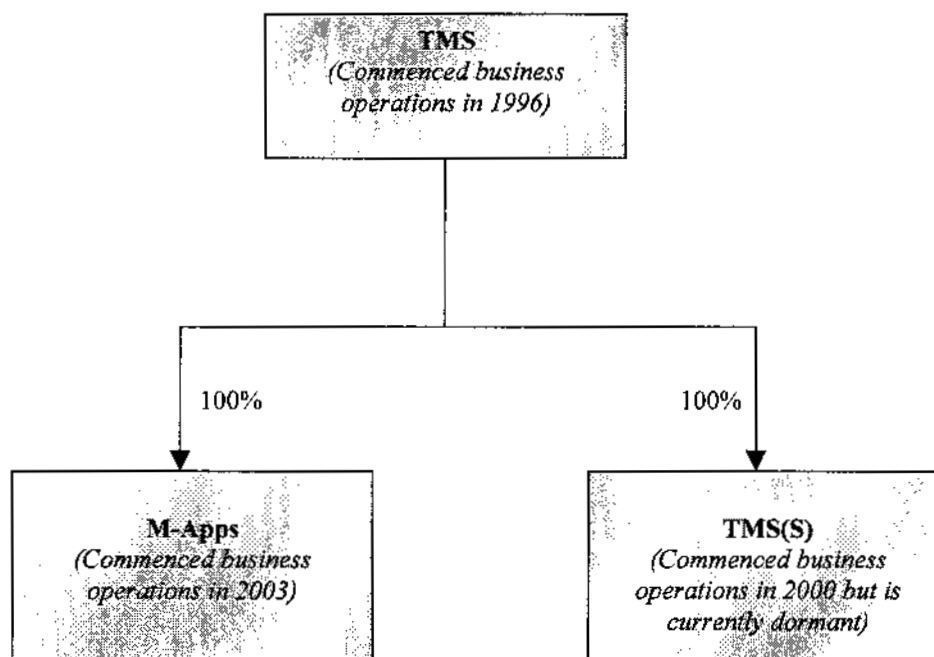 TMS
(Commenced business
operations in 1996)
100%
100%
M-Apps
(Commenced business
operations in 2003)
TMS(S)
(Commenced business
operations in 2000 but is
currently dormant)